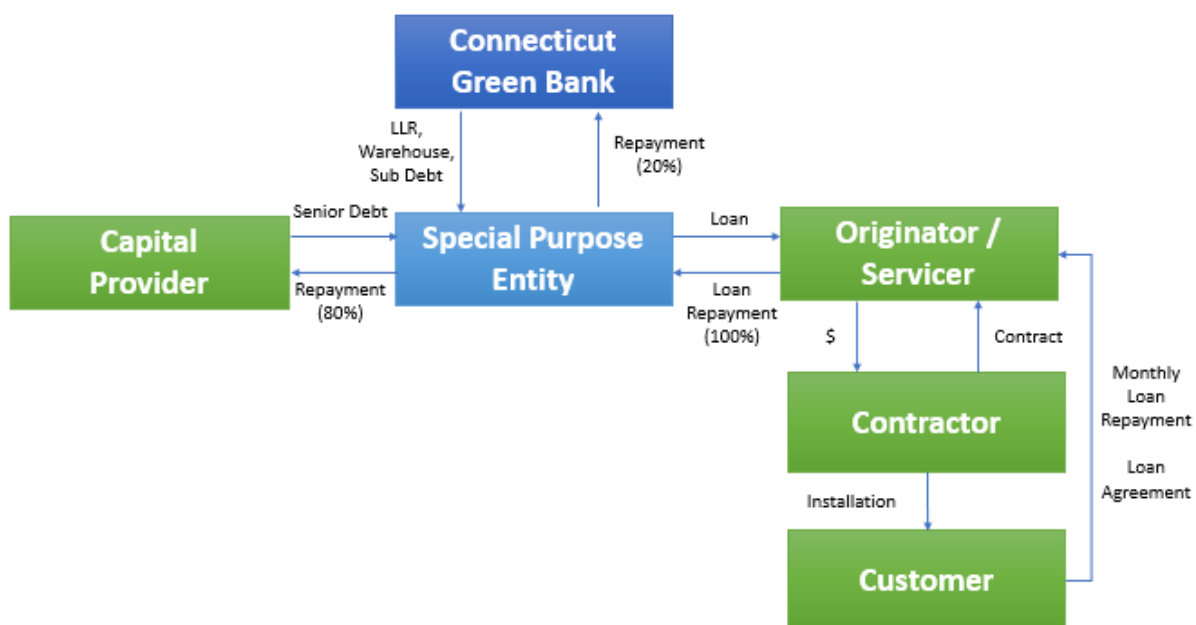 Connecticut
Green Bank
LLR,
Warehouse,
Sub Debt
Repayment
(20%)
Senior Debt
Capital
Provider
Repayment
(80%)
Special Purpose
Entity
Loan
Loan
Repayment
(100%)
Originator /
Servicer
$
Contract
Contractor
Monthly
Loan
Repayment
Loan
Agreement
Installation
Customer